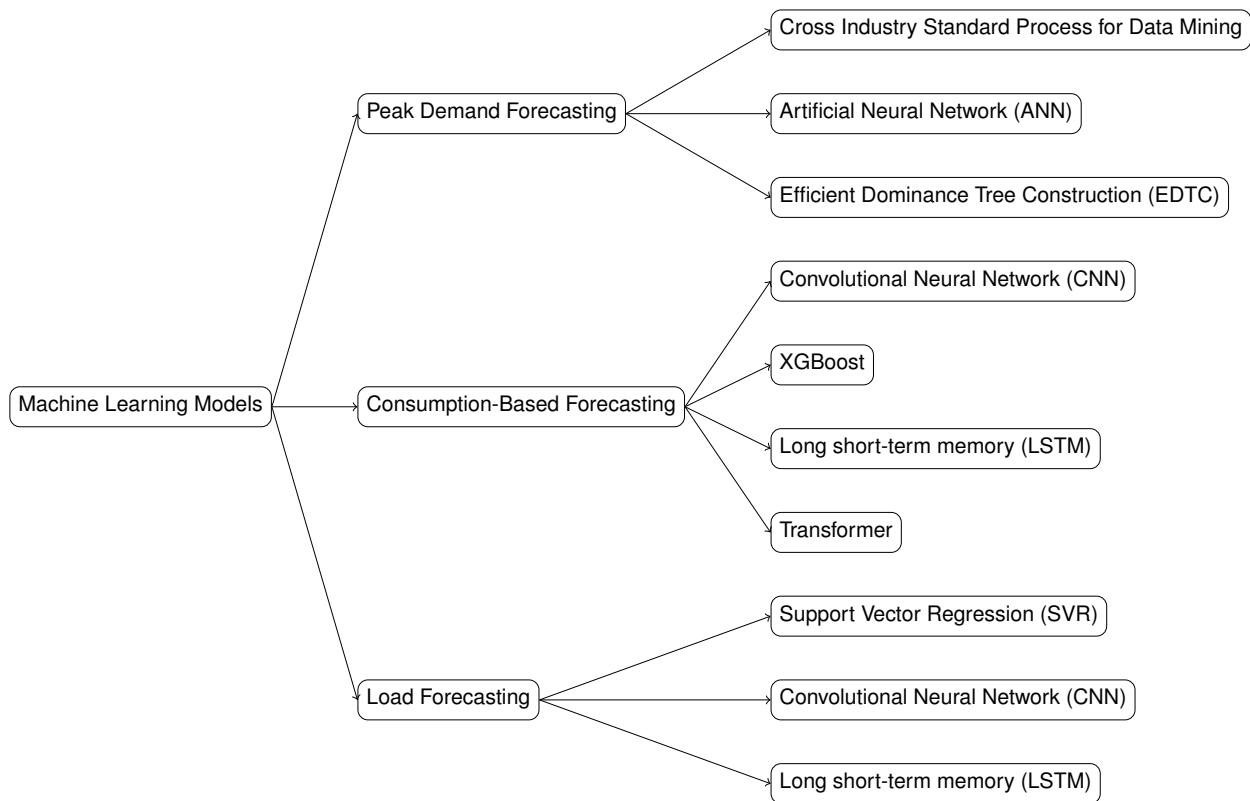 Machine Learning Models
Peak Demand Forecasting
Cross Industry Standard Process for Data Mining
Artificial Neural Network (ANN)
Efficient Dominance Tree Construction (EDTC)
Consumption-Based Forecasting
Convolutional Neural Network (CNN)
XGBoost
Long short-term memory (LSTM)
Transformer
Load Forecasting
Support Vector Regression (SVR)
Convolutional Neural Network (CNN)
Long short-term memory (LSTM)